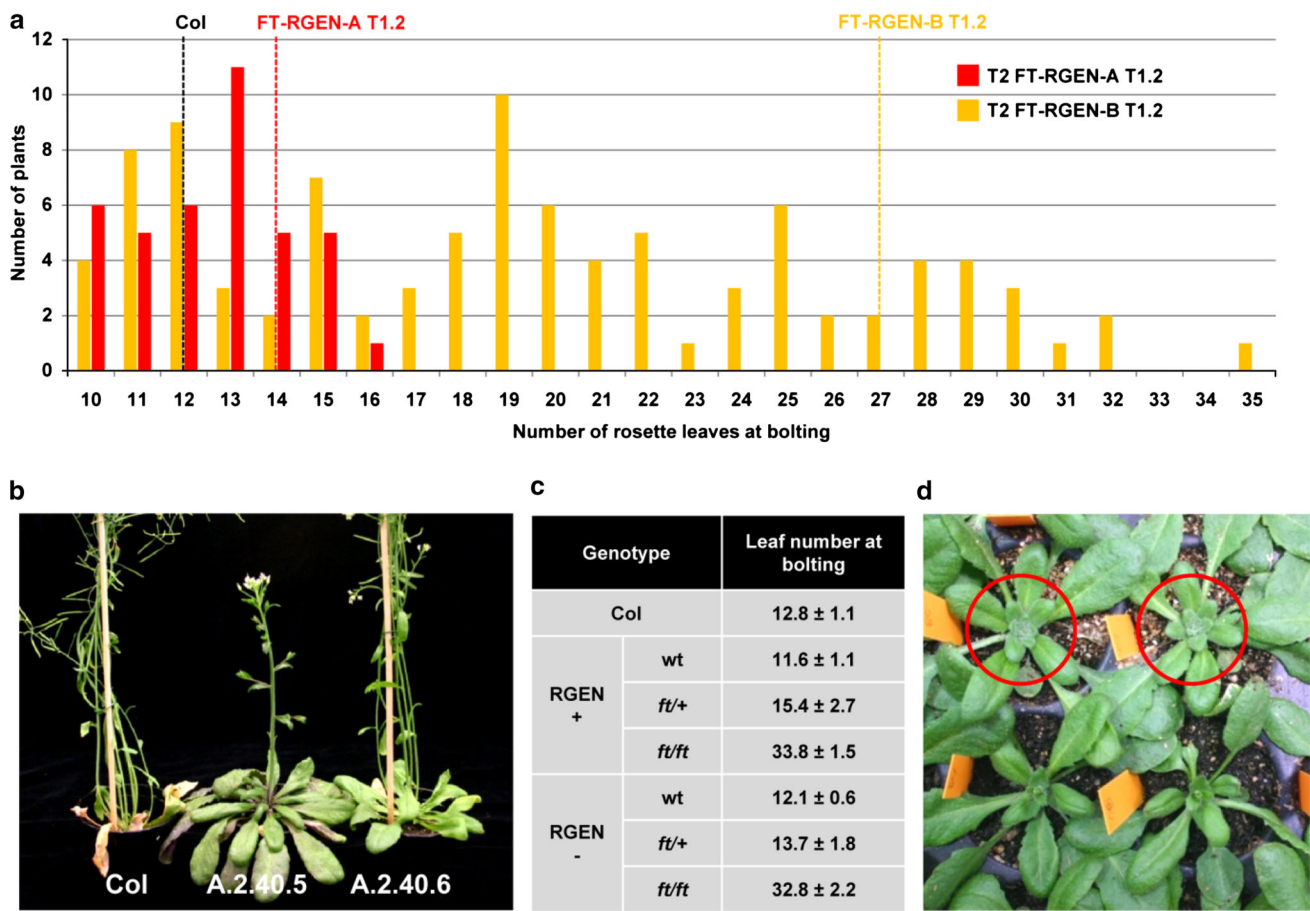 a
Col
FT-RGEN-A T1.2
FT-RGEN-B T1.2
12
10
8
6
4
2
0
Number of plants
T2 FT-RGEN-A T1.2
T2 FT-RGEN-B T1.2
10 11 12 13 14 15 16 17 18 19 20 21 22 23 24 25 26 27 28 29 30 31 32 33 34 35
Number of rosette leaves at bolting
b
Col A.2.40.5 A.2.40.6
c
Genotype
Leaf number at
bolting
Col 12.8 ± 1.1
RGEN
+
wt 11.6 ± 1.1
ft/+ 15.4 ± 2.7
ft/ft 33.8 ± 1.5
RGEN
-
wt 12.1 ± 0.6
ft/+ 13.7 ± 1.8
ft/ft 32.8 ± 2.2
d